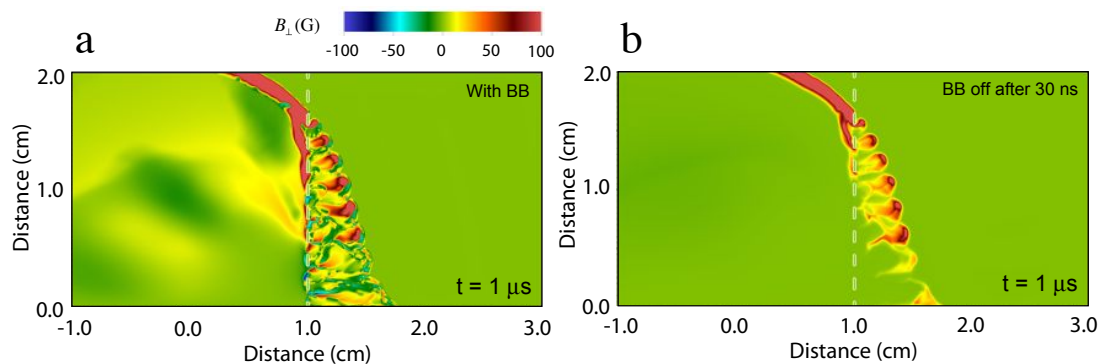 B⊥(G)
-100 -50 0 50 100
a
With BB
2.0
1.0
0.0
Distance (cm)
t = 1 μs
-1.0 0.0 1.0 2.0 3.0
Distance (cm)
b
BB off after 30 ns
2.0
1.0
0.0
Distance (cm)
t = 1 μs
-1.0 0.0 1.0 2.0 3.0
Distance (cm)